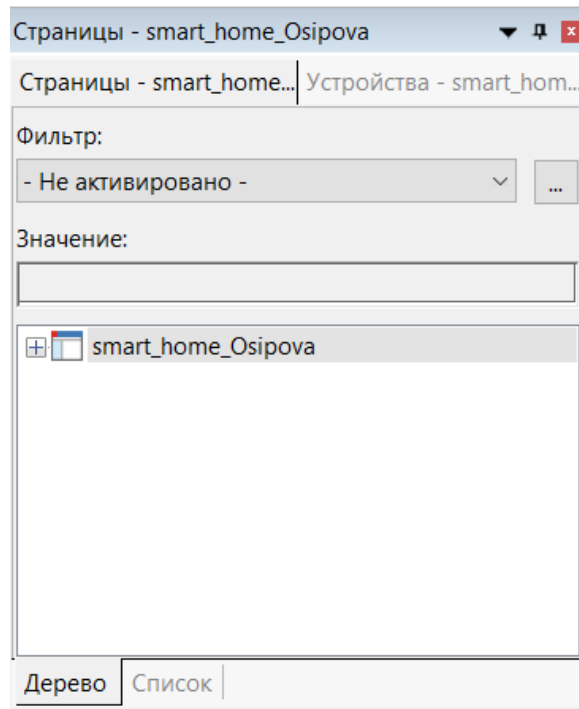 Страницы - smart_home_Osipova
Страницы - smart_home... Устройства - smart_hom...
Фильтр:
- Не активировано -
...
Значение:
smart_home_Osipova
Дерево Список